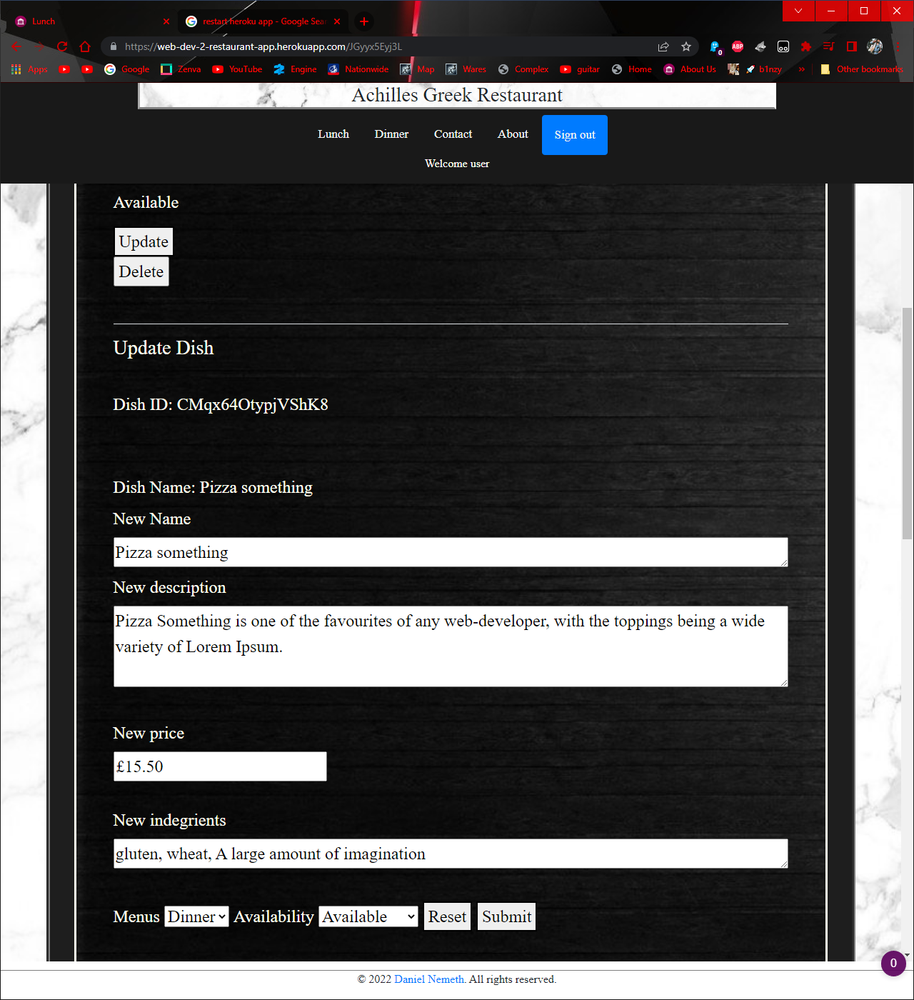 Lunch
restart heroku app - Google Sea
https://web-dev-2-restaurant-app.herokuapp.com/JGyyx5Eyj3L
0
ABP
Apps Google Zenva YouTube Engine Nationwide Map Wares Complex guitar Home About Us b1nzy » Other bookmarks
Achilles Greek Restaurant
Lunch Dinner Contact About Sign out
Welcome user
Available
Update
Delete
Update Dish
Dish ID: CMqx64OtypjVShK8
Dish Name: Pizza something
New Name
Pizza something
New description
Pizza Something is one of the favourites of any web-developer, with the toppings being a wide
variety of Lorem Ipsum.
New price
£15.50
New indegrients
gluten, wheat, A large amount of imagination
Menus Dinner Availability Available Reset Submit
0
© 2022 Daniel Nemeth. All rights reserved.